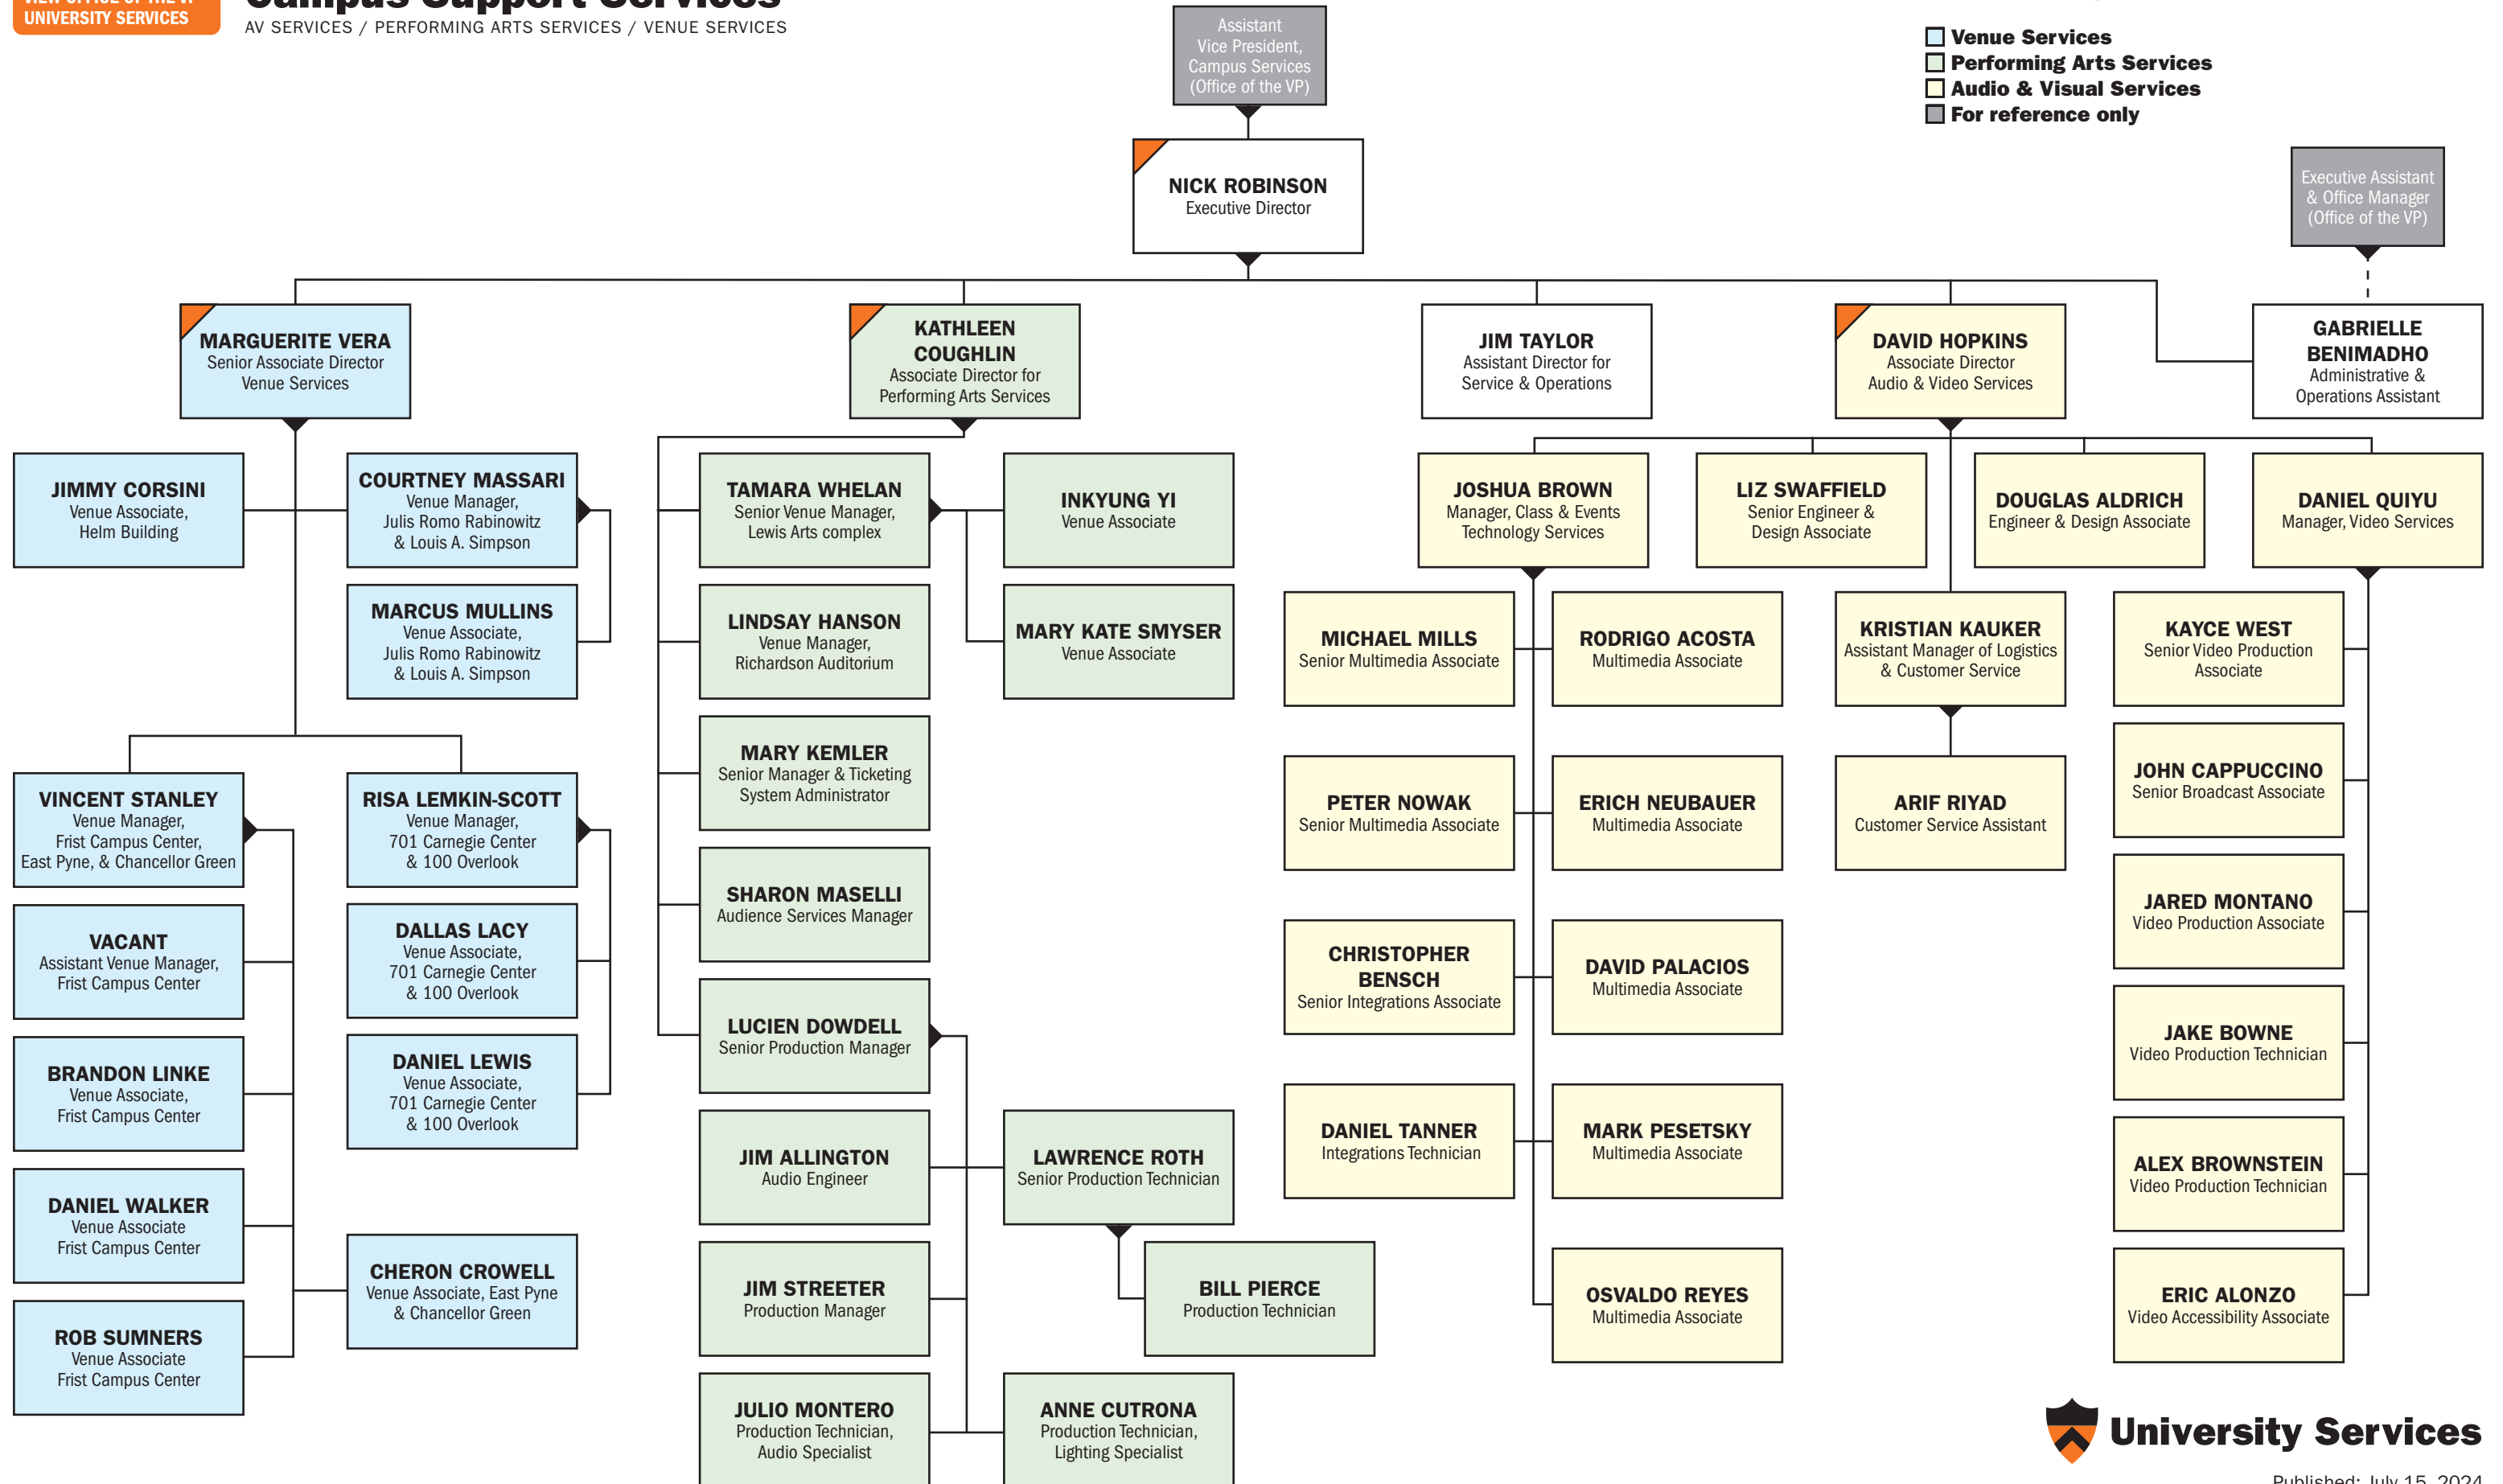 VIEW OFFICE OF THE VP
UNIVERSITY SERVICES
Campus Support Services
AV SERVICES / PERFORMING ARTS SERVICES / VENUE SERVICES
Assistant
Vice President,
Campus Services
(Office of the VP)
Venue Services
Performing Arts Services
Audio & Visual Services
For reference only
NICK ROBINSON
Executive Director
Executive Assistant
& Office Manager
(Office of the VP)
MARGUERITE VERA
Senior Associate Director
Venue Services
KATHLEEN
COUGHLIN
Associate Director for
Performing Arts Services
JIM TAYLOR
Assistant Director for
Service & Operations
DAVID HOPKINS
Associate Director
Audio & Video Services
GABRIELLE
BENIMADHO
Administrative &
Operations Assistant
JIMMY CORSINI
Venue Associate,
Helm Building
COURTNEY MASSARI
Venue Manager,
Julis Romo Rabinowitz
& Louis A. Simpson
MARCUS MULLINS
Venue Associate,
Julis Romo Rabinowitz
& Louis A. Simpson
VINCENT STANLEY
Venue Manager,
Frist Campus Center,
East Pyne, & Chancellor Green
RISA LEMKIN-SCOTT
Venue Manager,
701 Carnegie Center
& 100 Overlook
VACANT
Assistant Venue Manager,
Frist Campus Center
DALLAS LACY
Venue Associate,
701 Carnegie Center
& 100 Overlook
BRANDON LINKE
Venue Associate,
Frist Campus Center
DANIEL LEWIS
Venue Associate,
701 Carnegie Center
& 100 Overlook
DANIEL WALKER
Venue Associate
Frist Campus Center
CHERON CROWELL
Venue Associate, East Pyne
& Chancellor Green
ROB SUMNERS
Venue Associate
Frist Campus Center
TAMARA WHELAN
Senior Venue Manager,
Lewis Arts complex
INKYUNG YI
Venue Associate
LINDSAY HANSON
Venue Manager,
Richardson Auditorium
MARY KATE SMYSER
Venue Associate
MARY KEMLER
Senior Manager & Ticketing
System Administrator
SHARON MASELLI
Audience Services Manager
LUCIEN DOWDELL
Senior Production Manager
JIM ALLINGTON
Audio Engineer
LAWRENCE ROTH
Senior Production Technician
JIM STREETER
Production Manager
BILL PIERCE
Production Technician
JULIO MONTERO
Production Technician,
Audio Specialist
ANNE CUTRONA
Production Technician,
Lighting Specialist
JOSHUA BROWN
Manager, Class & Events
Technology Services
LIZ SWAFFIELD
Senior Engineer &
Design Associate
DOUGLAS ALDRICH
Engineer & Design Associate
DANIEL QUIYU
Manager, Video Services
MICHAEL MILLS
Senior Multimedia Associate
RODRIGO ACOSTA
Multimedia Associate
KRISTIAN KAUKER
Assistant Manager of Logistics
& Customer Service
KAYCE WEST
Senior Video Production
Associate
PETER NOWAK
Senior Multimedia Associate
ERICH NEUBAUER
Multimedia Associate
ARIF RIYAD
Customer Service Assistant
JOHN CAPPUCCINO
Senior Broadcast Associate
CHRISTOPHER
BENSCH
Senior Integrations Associate
DAVID PALACIOS
Multimedia Associate
JARED MONTANO
Video Production Associate
JAKE BOWNE
Video Production Technician
DANIEL TANNER
Integrations Technician
MARK PESETSKY
Multimedia Associate
ALEX BROWNSTEIN
Video Production Technician
OSVALDO REYES
Multimedia Associate
ERIC ALONZO
Video Accessibility Associate
University Services
Published: July 15, 2024